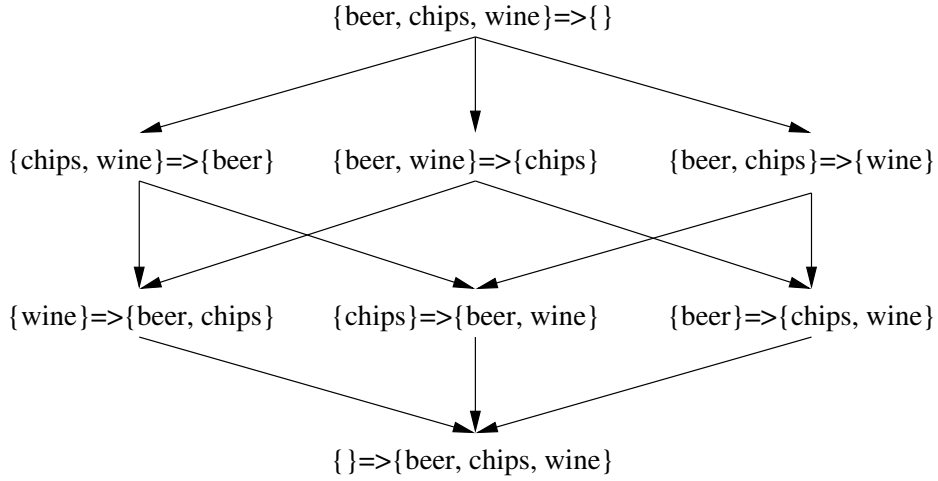 {beer, chips, wine}=>{}
{chips, wine}=>{beer}
{beer, wine}=>{chips}
{beer, chips}=>{wine}
{wine}=>{beer, chips}
{chips}=>{beer, wine}
{beer}=>{chips, wine}
{}=>{beer, chips, wine}